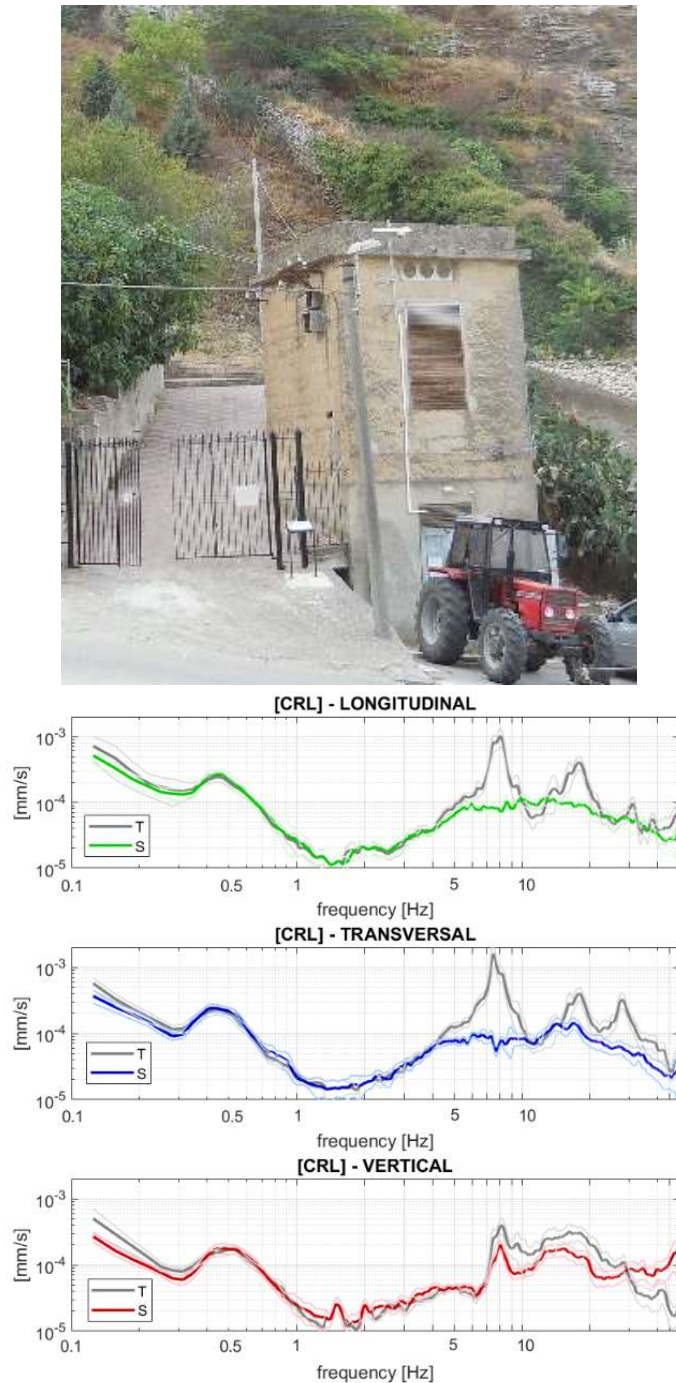 [CRL] - LONGITUDINAL
10^-3
10^-4
10^-5
[mm/s]
T
S
0.1 0.5 1 5 10
frequency [Hz]
[CRL] - TRANSVERSAL
10^-3
10^-4
10^-5
[mm/s]
T
S
0.1 0.5 1 5 10
frequency [Hz]
[CRL] - VERTICAL
10^-3
10^-4
10^-5
[mm/s]
T
S
0.1 0.5 1 5 10
frequency [Hz]